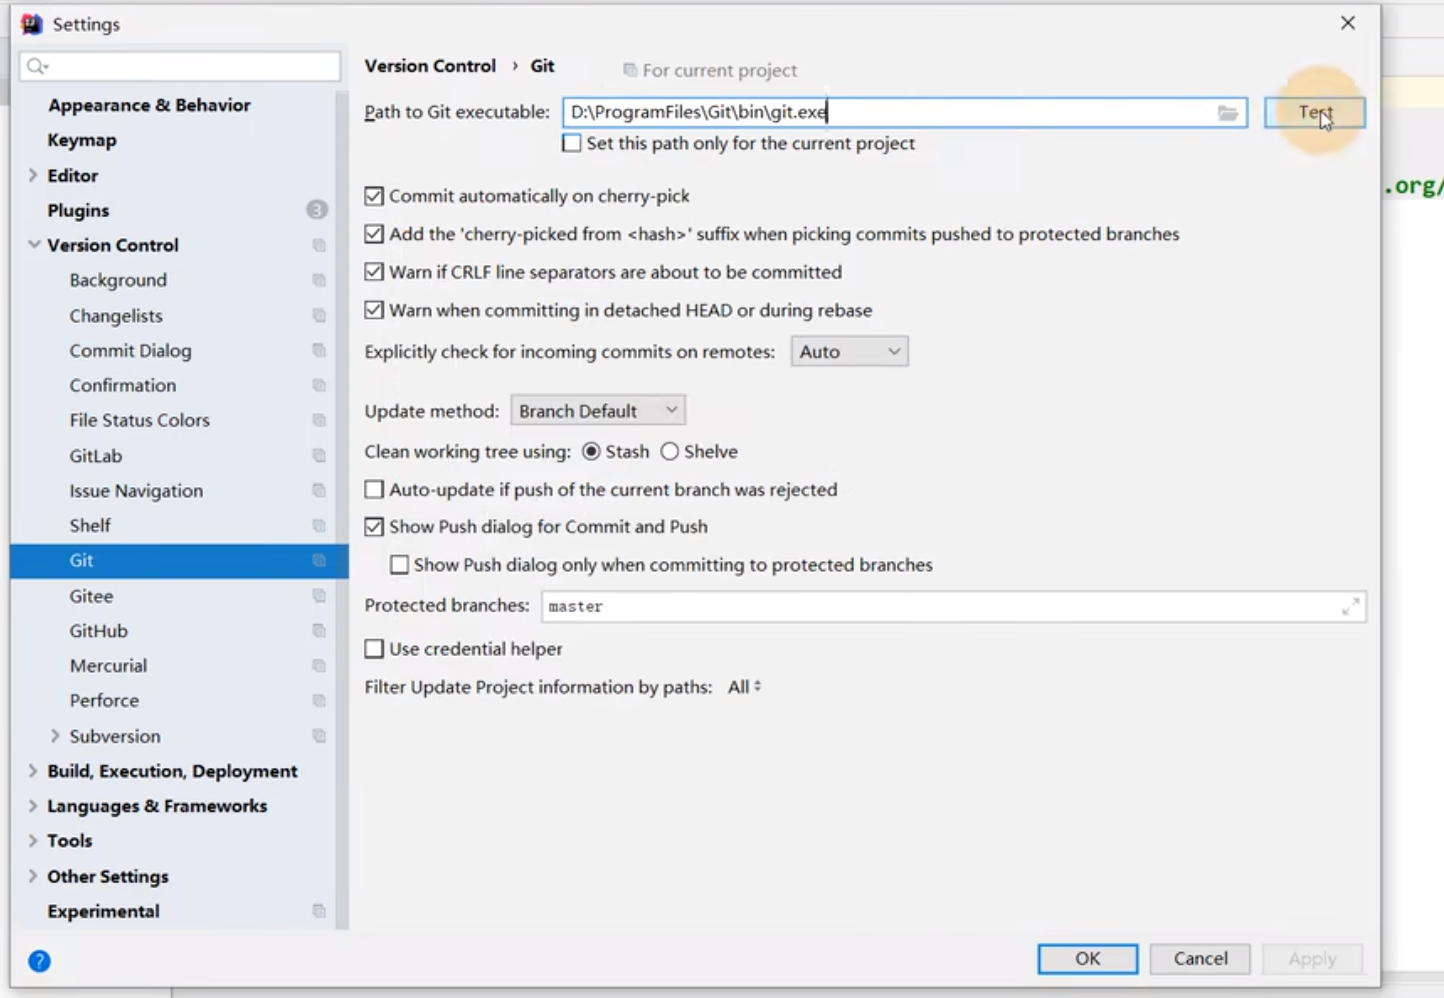 Settings
Version Control › Git
For current project
Appearance & Behavior
Keymap
Editor
Plugins 3
Version Control
Background
Changelists
Commit Dialog
Confirmation
File Status Colors
GitLab
Issue Navigation
Shelf
Git
Gitee
GitHub
Mercurial
Perforce
Subversion
Build, Execution, Deployment
Languages & Frameworks
Tools
Other Settings
Experimental
Path to Git executable: D:\ProgramFiles\Git\bin\git.exe Test
Set this path only for the current project
Commit automatically on cherry-pick
Add the 'cherry-picked from <hash>' suffix when picking commits pushed to protected branches
Warn if CRLF line separators are about to be committed
Warn when committing in detached HEAD or during rebase
Explicitly check for incoming commits on remotes: Auto
Update method: Branch Default
Clean working tree using: Stash Shelve
Auto-update if push of the current branch was rejected
Show Push dialog for Commit and Push
Show Push dialog only when committing to protected branches
Protected branches: master
Use credential helper
Filter Update Project information by paths: All
.org/
?
OK Cancel Apply